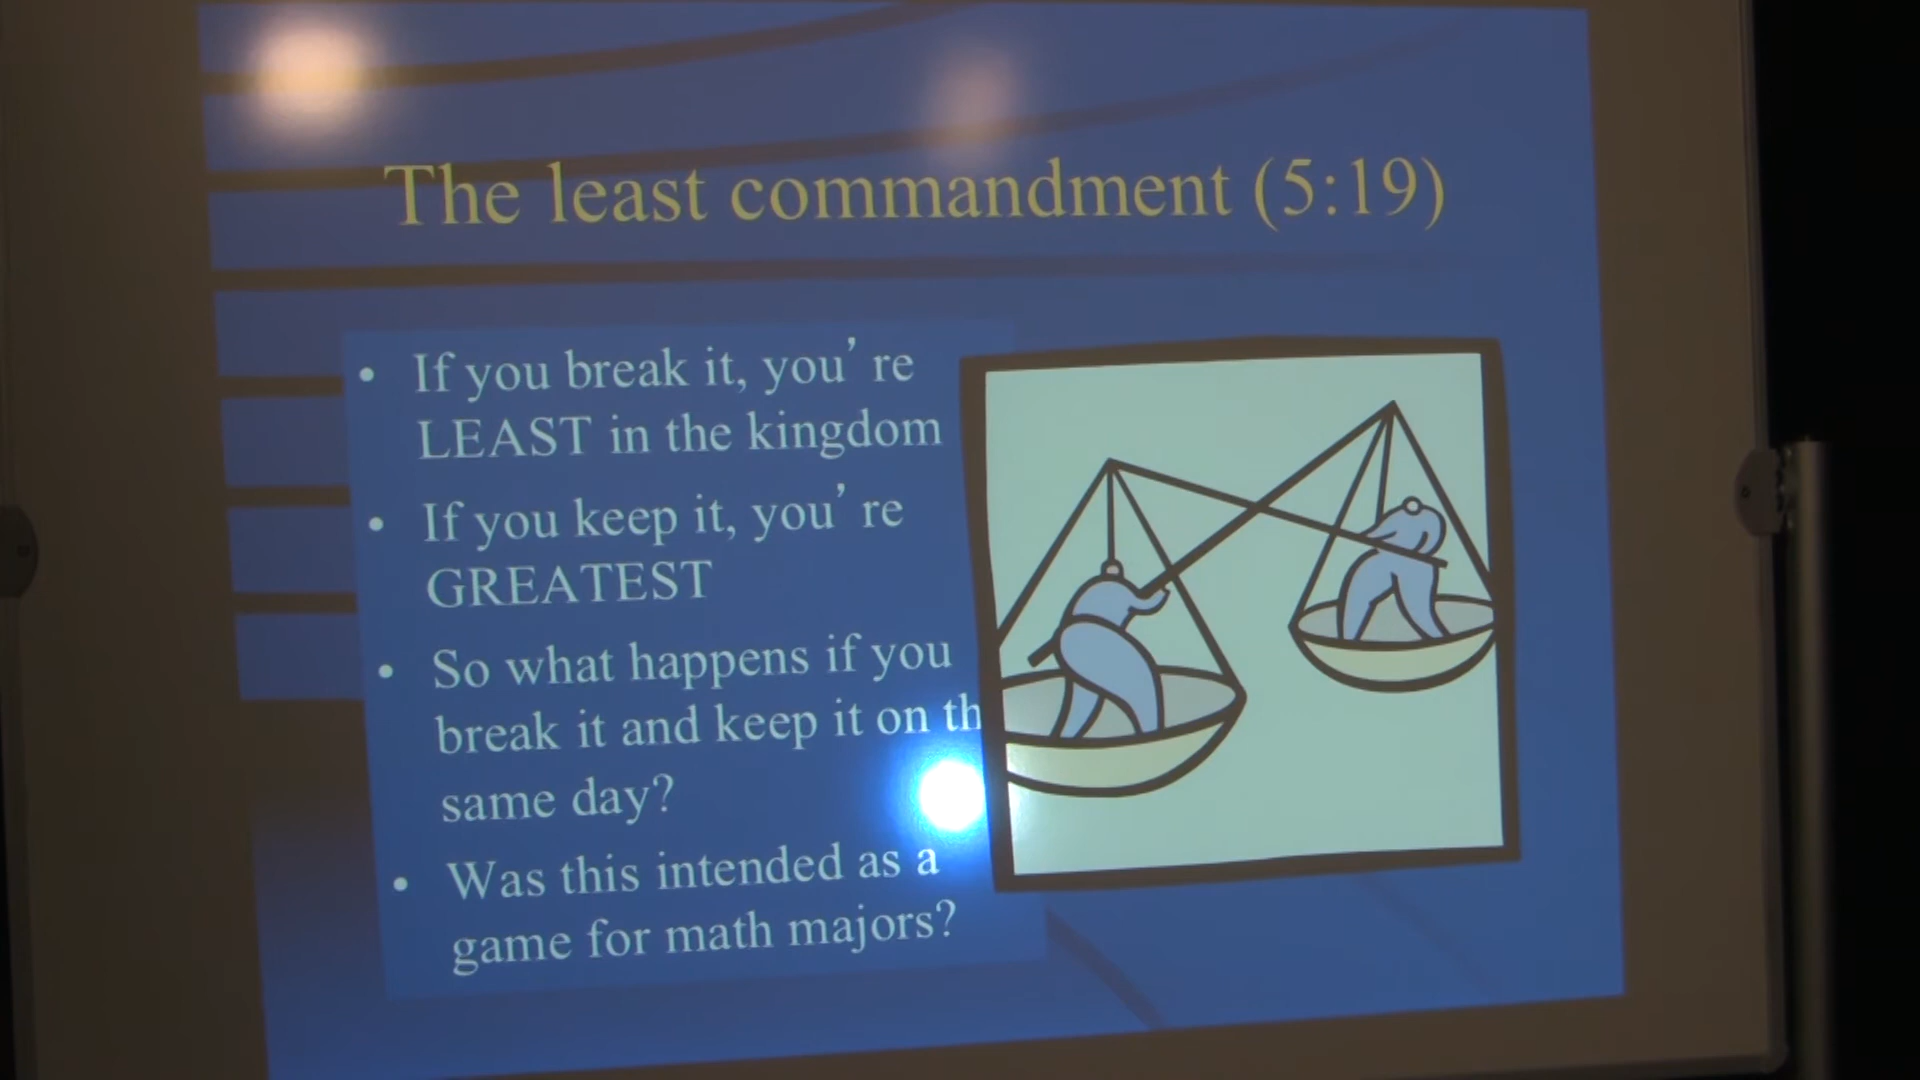 The least commandment (5:19)
• If you break it, you’re
LEAST in the kingdom
• If you keep it, you’re
GREATEST
• So what happens if you
break it and keep it on th
same day?
• Was this intended as a
game for math majors?